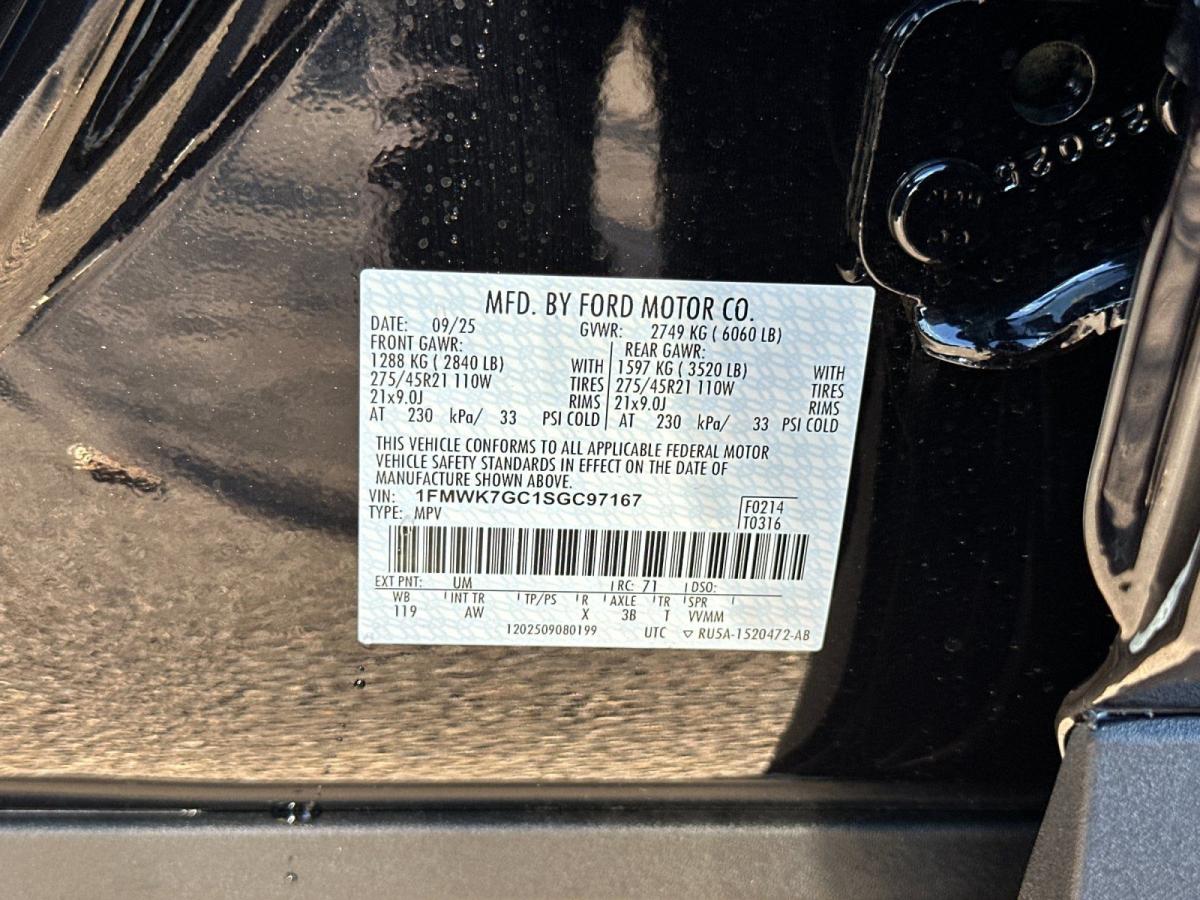 22025
MFD. BY FORD MOTOR CO.
DATE: 09/25 GVWR: 2749 KG ( 6060 LB)
FRONT GAWR: REAR GAWR:
1288 KG ( 2840 LB) WITH 1597 KG ( 3520 LB) WITH
275/45R21 110W TIRES 275/45R21 110W TIRES
21x9.0J RIMS 21x9.0J RIMS
AT 230 kPa/ 33 PSI COLD AT 230 kPa/ 33 PSI COLD
THIS VEHICLE CONFORMS TO ALL APPLICABLE FEDERAL MOTOR
VEHICLE SAFETY STANDARDS IN EFFECT ON THE DATE OF
MANUFACTURE SHOWN ABOVE.
VIN: 1FMWK7GC1SGC97167 F0214
TYPE: MPV T0316
EXT PNT: UM RC: 71 DSO:
WB INT TR TP/PS R AXLE TR SPR
119 AW X 3B T VVMM
1202509080199 UTC ▽ RU5A-1520472-AB